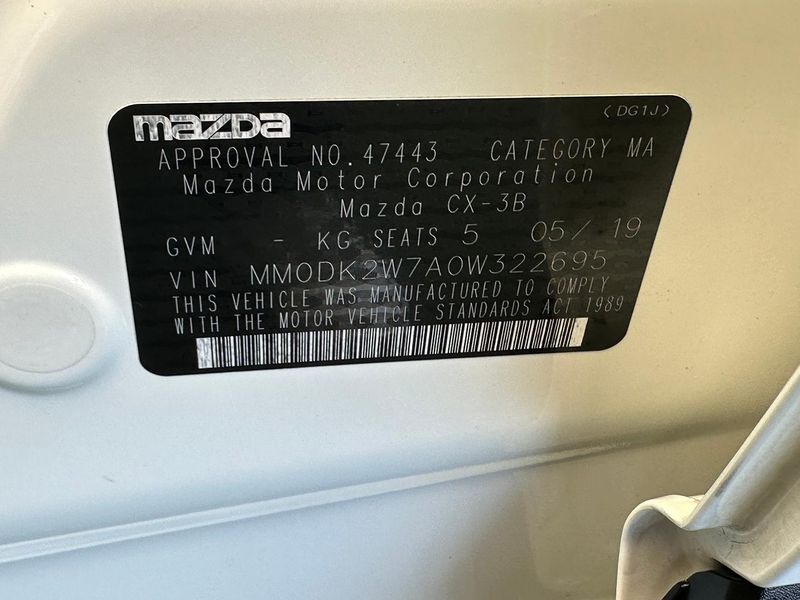 mazda
(DG1J)
APPROVAL NO.47443 CATEGORY MA
Mazda Motor Corporation
Mazda CX-3B
GVM - KG SEATS 5 05/19
VIN MM0DK2W7A0W322695
THIS VEHICLE WAS MANUFACTURED TO COMPLY
WITH THE MOTOR VEHICLE STANDARDS ACT 1989